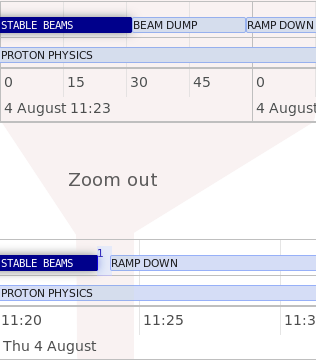 STABLE BEAMS BEAM DUMP RAMP DOWN
PROTON PHYSICS
0 15 30 45 0
4 August 11:23 4 August
Zoom out
1
STABLE BEAMS RAMP DOWN
PROTON PHYSICS
11:20 11:25 11:3
Thu 4 August